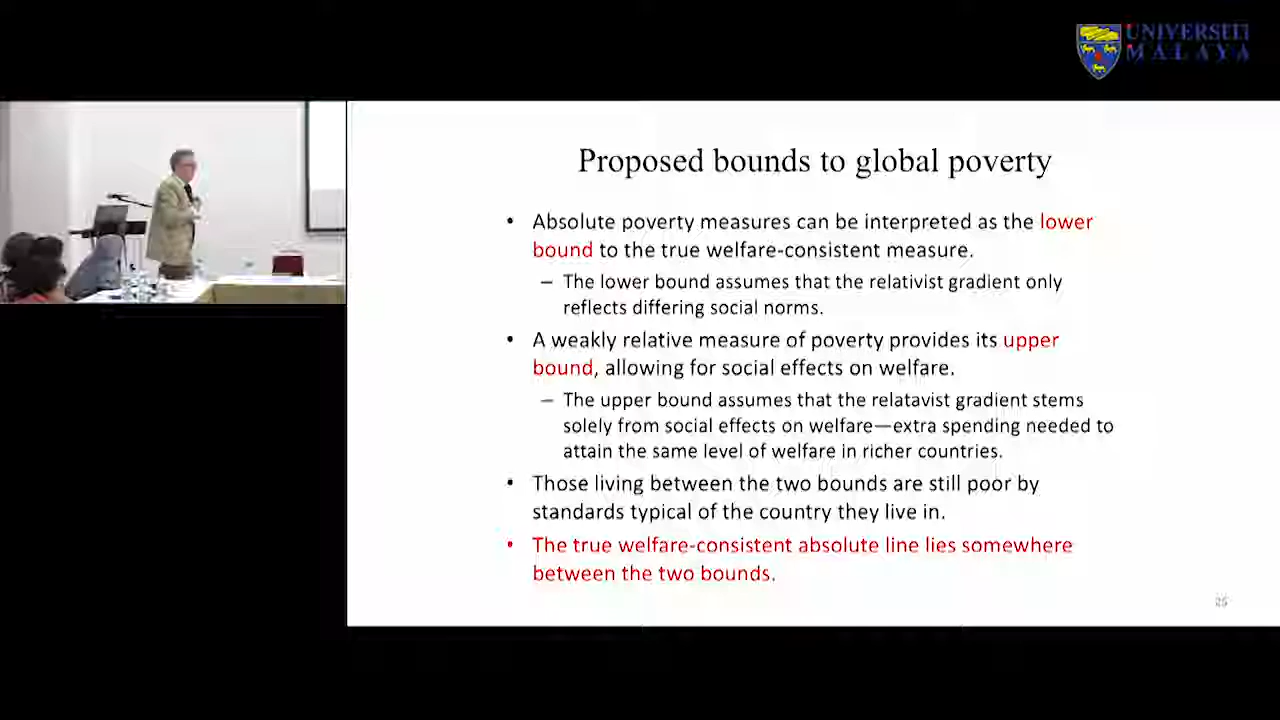 UNIVERSITI
MALAYA
Proposed bounds to global poverty
• Absolute poverty measures can be interpreted as the lower
bound to the true welfare-consistent measure.
– The lower bound assumes that the relativist gradient only
reflects differing social norms.
• A weakly relative measure of poverty provides its upper
bound, allowing for social effects on welfare.
– The upper bound assumes that the relatavist gradient stems
solely from social effects on welfare—extra spending needed to
attain the same level of welfare in richer countries.
• Those living between the two bounds are still poor by
standards typical of the country they live in.
• The true welfare-consistent absolute line lies somewhere
between the two bounds.